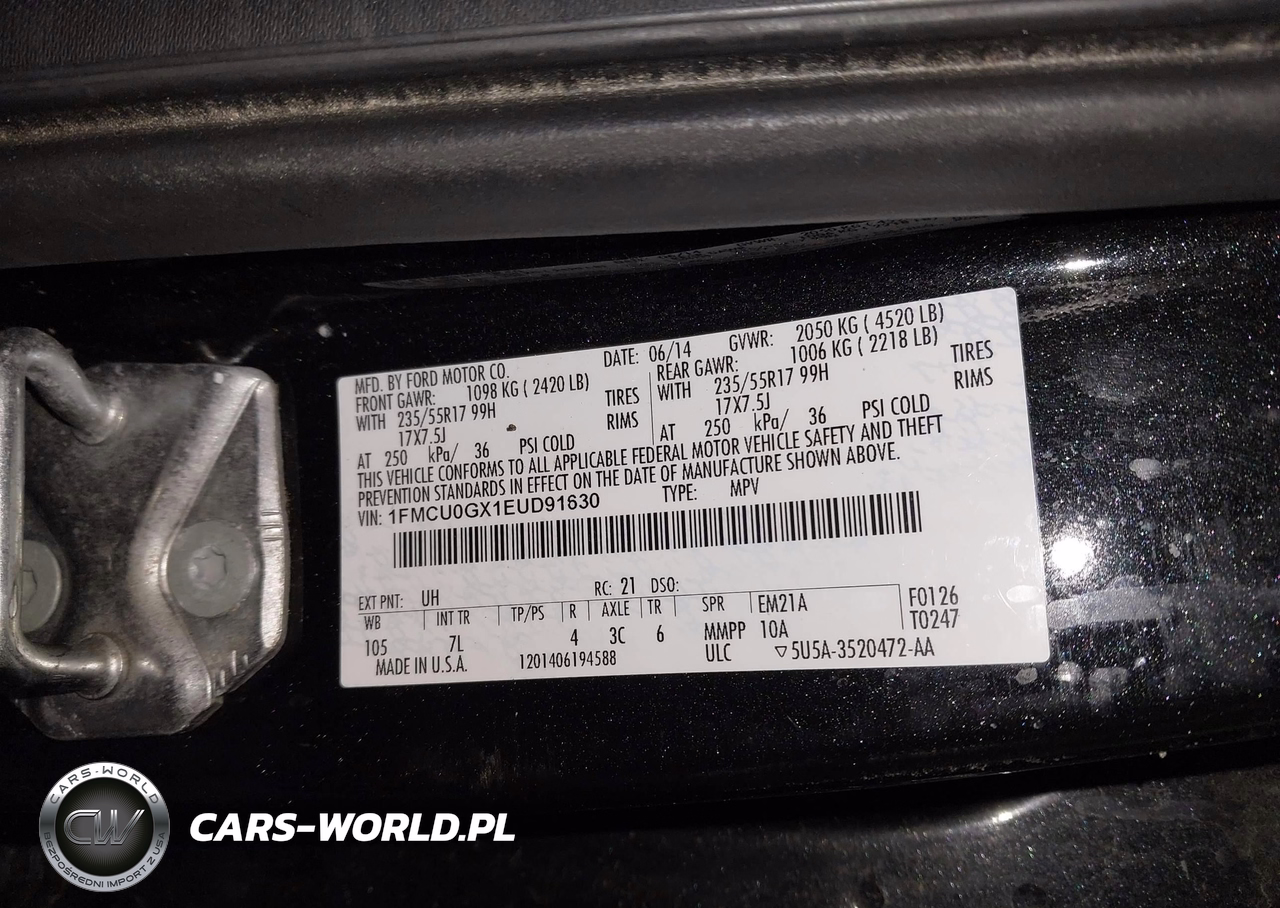 MFD. BY FORD MOTOR CO. DATE: 06/14 GVWR: 2050 KG ( 4520 LB)
FRONT GAWR: 1098 KG ( 2420 LB) REAR GAWR: 1006 KG ( 2218 LB)
WITH 235/55R17 99H TIRES WITH 235/55R17 99H TIRES
17X7.5J RIMS 17X7.5J RIMS
AT 250 kPa/ 36 PSI COLD AT 250 kPa/ 36 PSI COLD
THIS VEHICLE CONFORMS TO ALL APPLICABLE FEDERAL MOTOR VEHICLE SAFETY AND THEFT
PREVENTION STANDARDS IN EFFECT ON THE DATE OF MANUFACTURE SHOWN ABOVE.
VIN: 1FMCU0GX1EUD91630 TYPE: MPV
EXT PNT: UH RC: 21 DSO:
WB INT TR TP/PS R AXLE TR SPR EM21A F0126
105 7L 4 3C 6 MMPP 10A T0247
MADE IN U.S.A. 1201406194588 ULC ▽5U5A-3520472-AA
CARS-WORLD
CW
BEZPOŚREDNI IMPORT Z USA
CARS-WORLD.PL